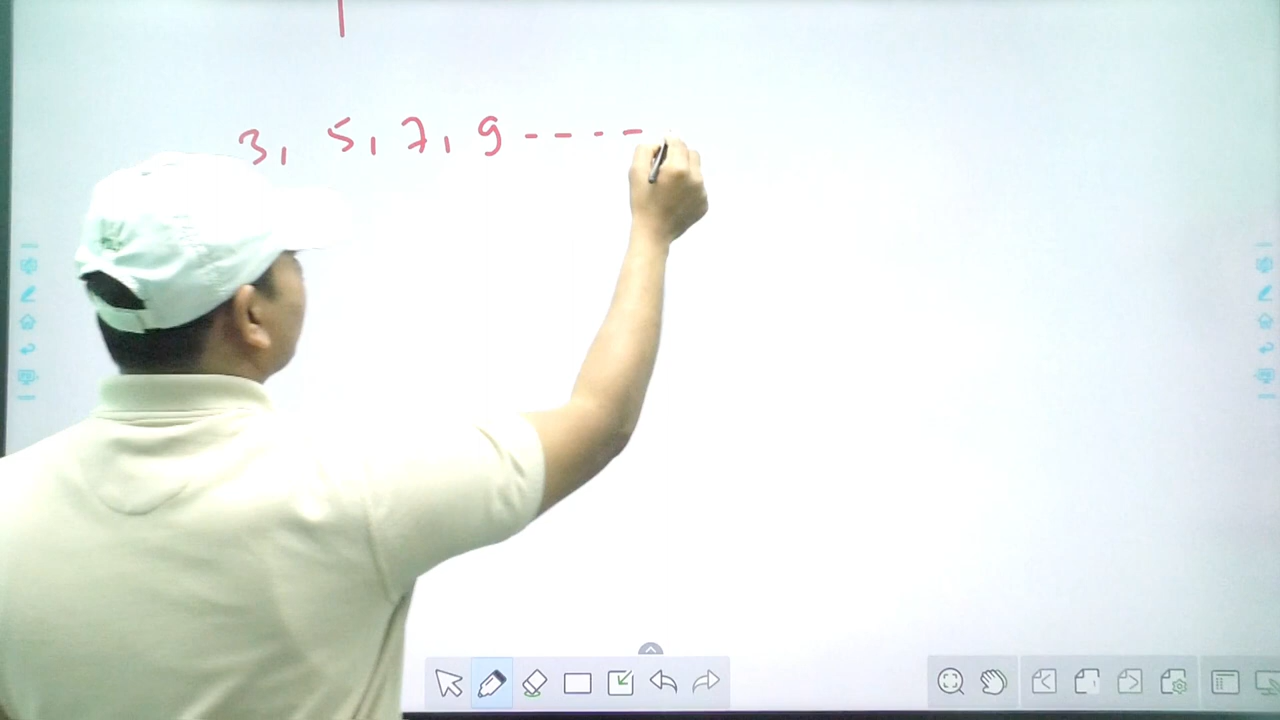 3, 5, 7, 9 - - - -